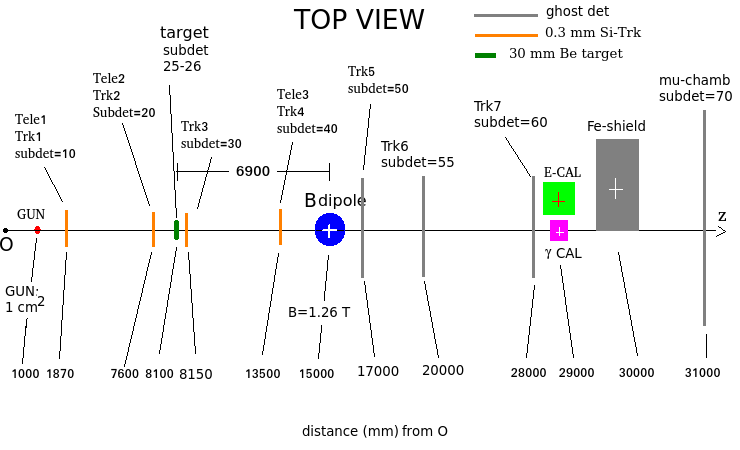 TOP VIEW
ghost det
0.3 mm Si-Trk
30 mm Be target
target
subdet
25-26
Tele2
Trk2
Subdet=20
Tele1
Trk1
subdet=10
Trk3
subdet=30
Tele3
Trk4
subdet=40
Trk5
subdet=50
Trk6
subdet=55
Trk7
subdet=60
mu-chamb
subdet=70
Fe-shield
E-CAL
6900
B dipole
GUN
z
O
γ CAL
GUN:
1 cm2
B=1.26 T
1000
1870
7600
8100
8150
13500
15000
17000
20000
28000
29000
30000
31000
distance (mm) from O